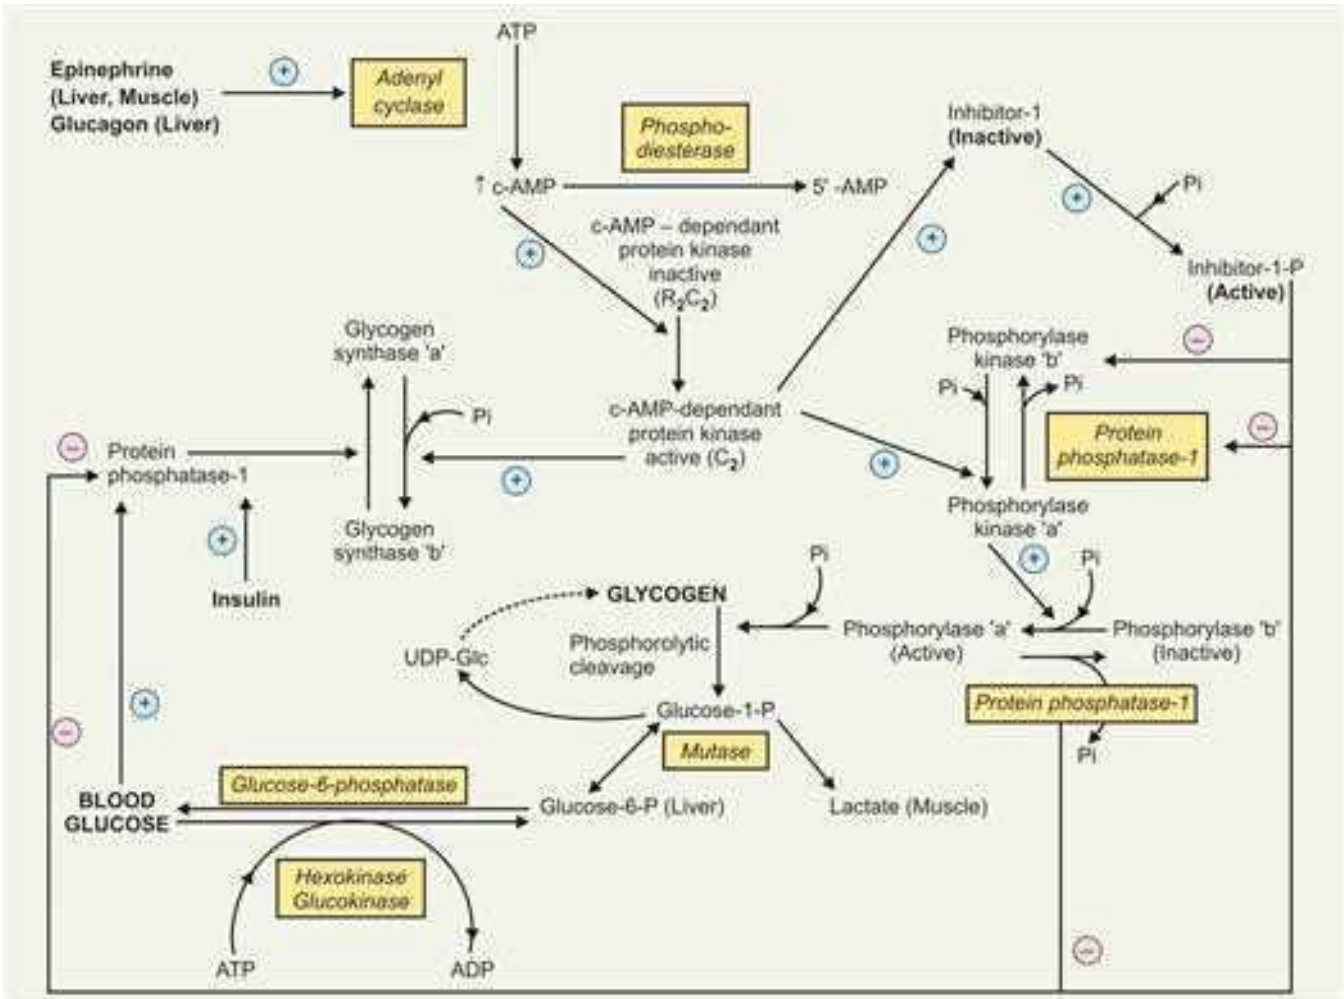 ATP
Epinephrine
(Liver, Muscle)
Glucagon (Liver)
+
Adenyl
cyclase
Phospho-
diesterase
↑ c-AMP
5' -AMP
Inhibitor-1
(Inactive)
+
Pi
+
c-AMP – dependant
protein kinase
inactive
(R₂C₂)
+
Inhibitor-1-P
(Active)
Glycogen
synthase 'a'
Phosphorylase
kinase 'b'
−
Pi
Pi
Pi
c-AMP-dependant
protein kinase
active (C₂)
Protein
phosphatase-1
−
−
Protein
phosphatase-1
+
+
Phosphorylase
kinase 'a'
Glycogen
synthase 'b'
+
Insulin
Pi
+
Pi
GLYCOGEN
Phosphorolytic
cleavage
UDP-Glc
Phosphorylase 'a'
(Active)
Phosphorylase 'b'
(Inactive)
Protein phosphatase-1
Pi
Glucose-1-P
Mutase
+
−
Glucose-6-phosphatase
BLOOD
GLUCOSE
Glucose-6-P (Liver)
Lactate (Muscle)
Hexokinase
Glucokinase
ATP
ADP
−